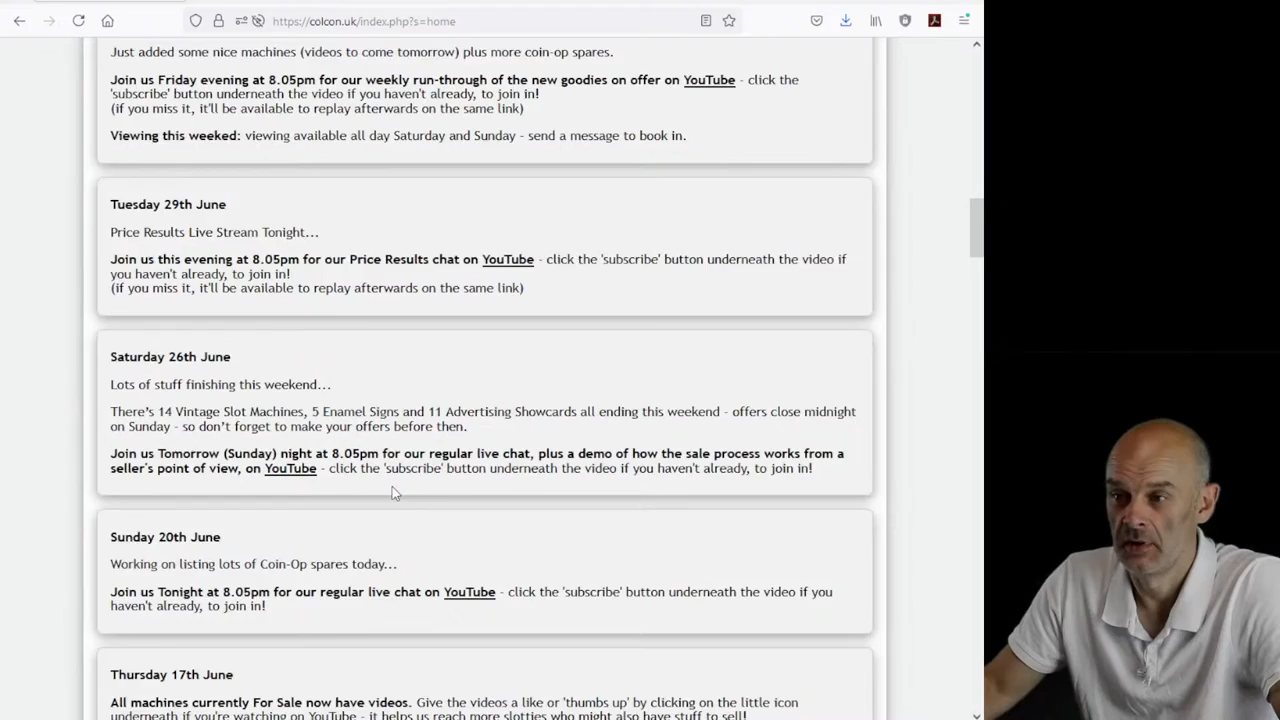 https://colcon.uk/index.php?s=home
Just added some nice machines (videos to come tomorrow) plus more coin-op spares.
Join us Friday evening at 8.05pm for our weekly run-through of the new goodies on offer on YouTube - click the
'subscribe' button underneath the video if you haven't already, to join in!
(if you miss it, it'll be available to replay afterwards on the same link)
Viewing this weeked: viewing available all day Saturday and Sunday - send a message to book in.
Tuesday 29th June
Price Results Live Stream Tonight...
Join us this evening at 8.05pm for our Price Results chat on YouTube - click the 'subscribe' button underneath the video if
you haven't already, to join in!
(if you miss it, it'll be available to replay afterwards on the same link)
Saturday 26th June
Lots of stuff finishing this weekend...
There's 14 Vintage Slot Machines, 5 Enamel Signs and 11 Advertising Showcards all ending this weekend - offers close midnight
on Sunday - so don't forget to make your offers before then.
Join us Tomorrow (Sunday) night at 8.05pm for our regular live chat, plus a demo of how the sale process works from a
seller's point of view, on YouTube - click the 'subscribe' button underneath the video if you haven't already, to join in!
Sunday 20th June
Working on listing lots of Coin-Op spares today...
Join us Tonight at 8.05pm for our regular live chat on YouTube - click the 'subscribe' button underneath the video if you
haven't already, to join in!
Thursday 17th June
All machines currently For Sale now have videos. Give the videos a like or 'thumbs up' by clicking on the little icon
underneath if you're watching on YouTube - it helps us reach more slotties who might also have stuff to sell!